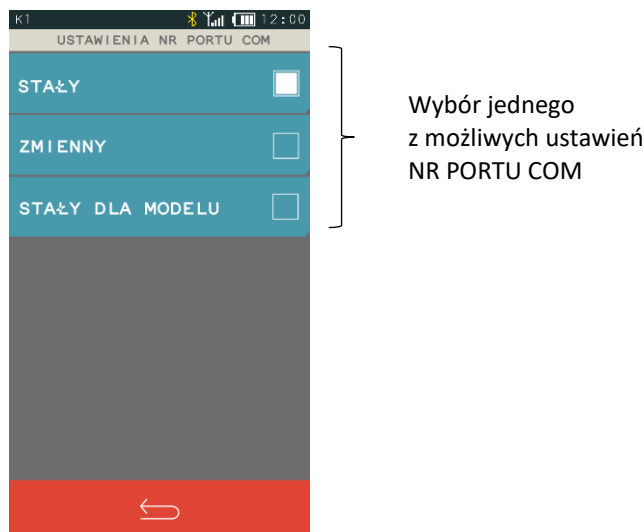 K1 12:00
USTAWIENIA NR PORTU COM
STAŁY
ZMIENNY
STAŁY DLA MODELU
Wybór jednego
z możliwych ustawień
NR PORTU COM